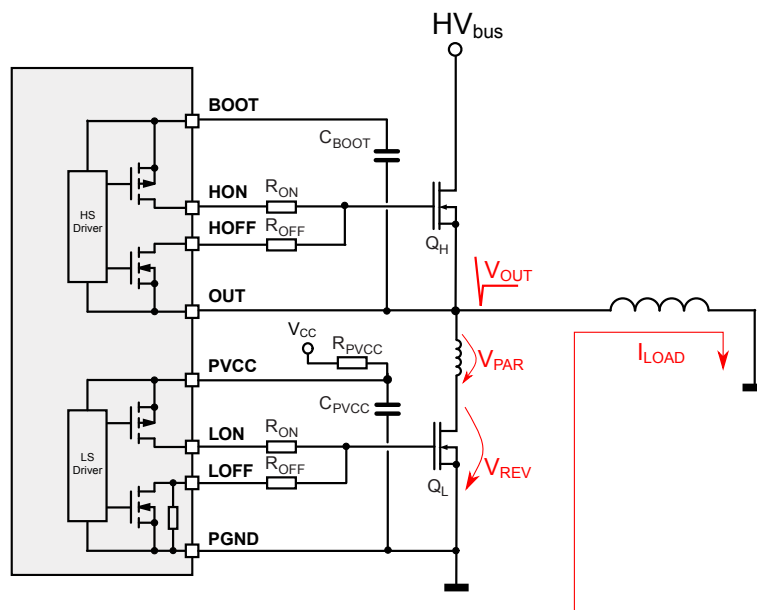 HVbus
BOOT
CBOOT
HON
RON
HS
Driver
HOFF
ROFF
QH
VOUT
OUT
VCC
RPVCC
PVCC
VPAR
ILOAD
CPVCC
LON
RON
LS
Driver
LOFF
ROFF
QL
VREV
PGND